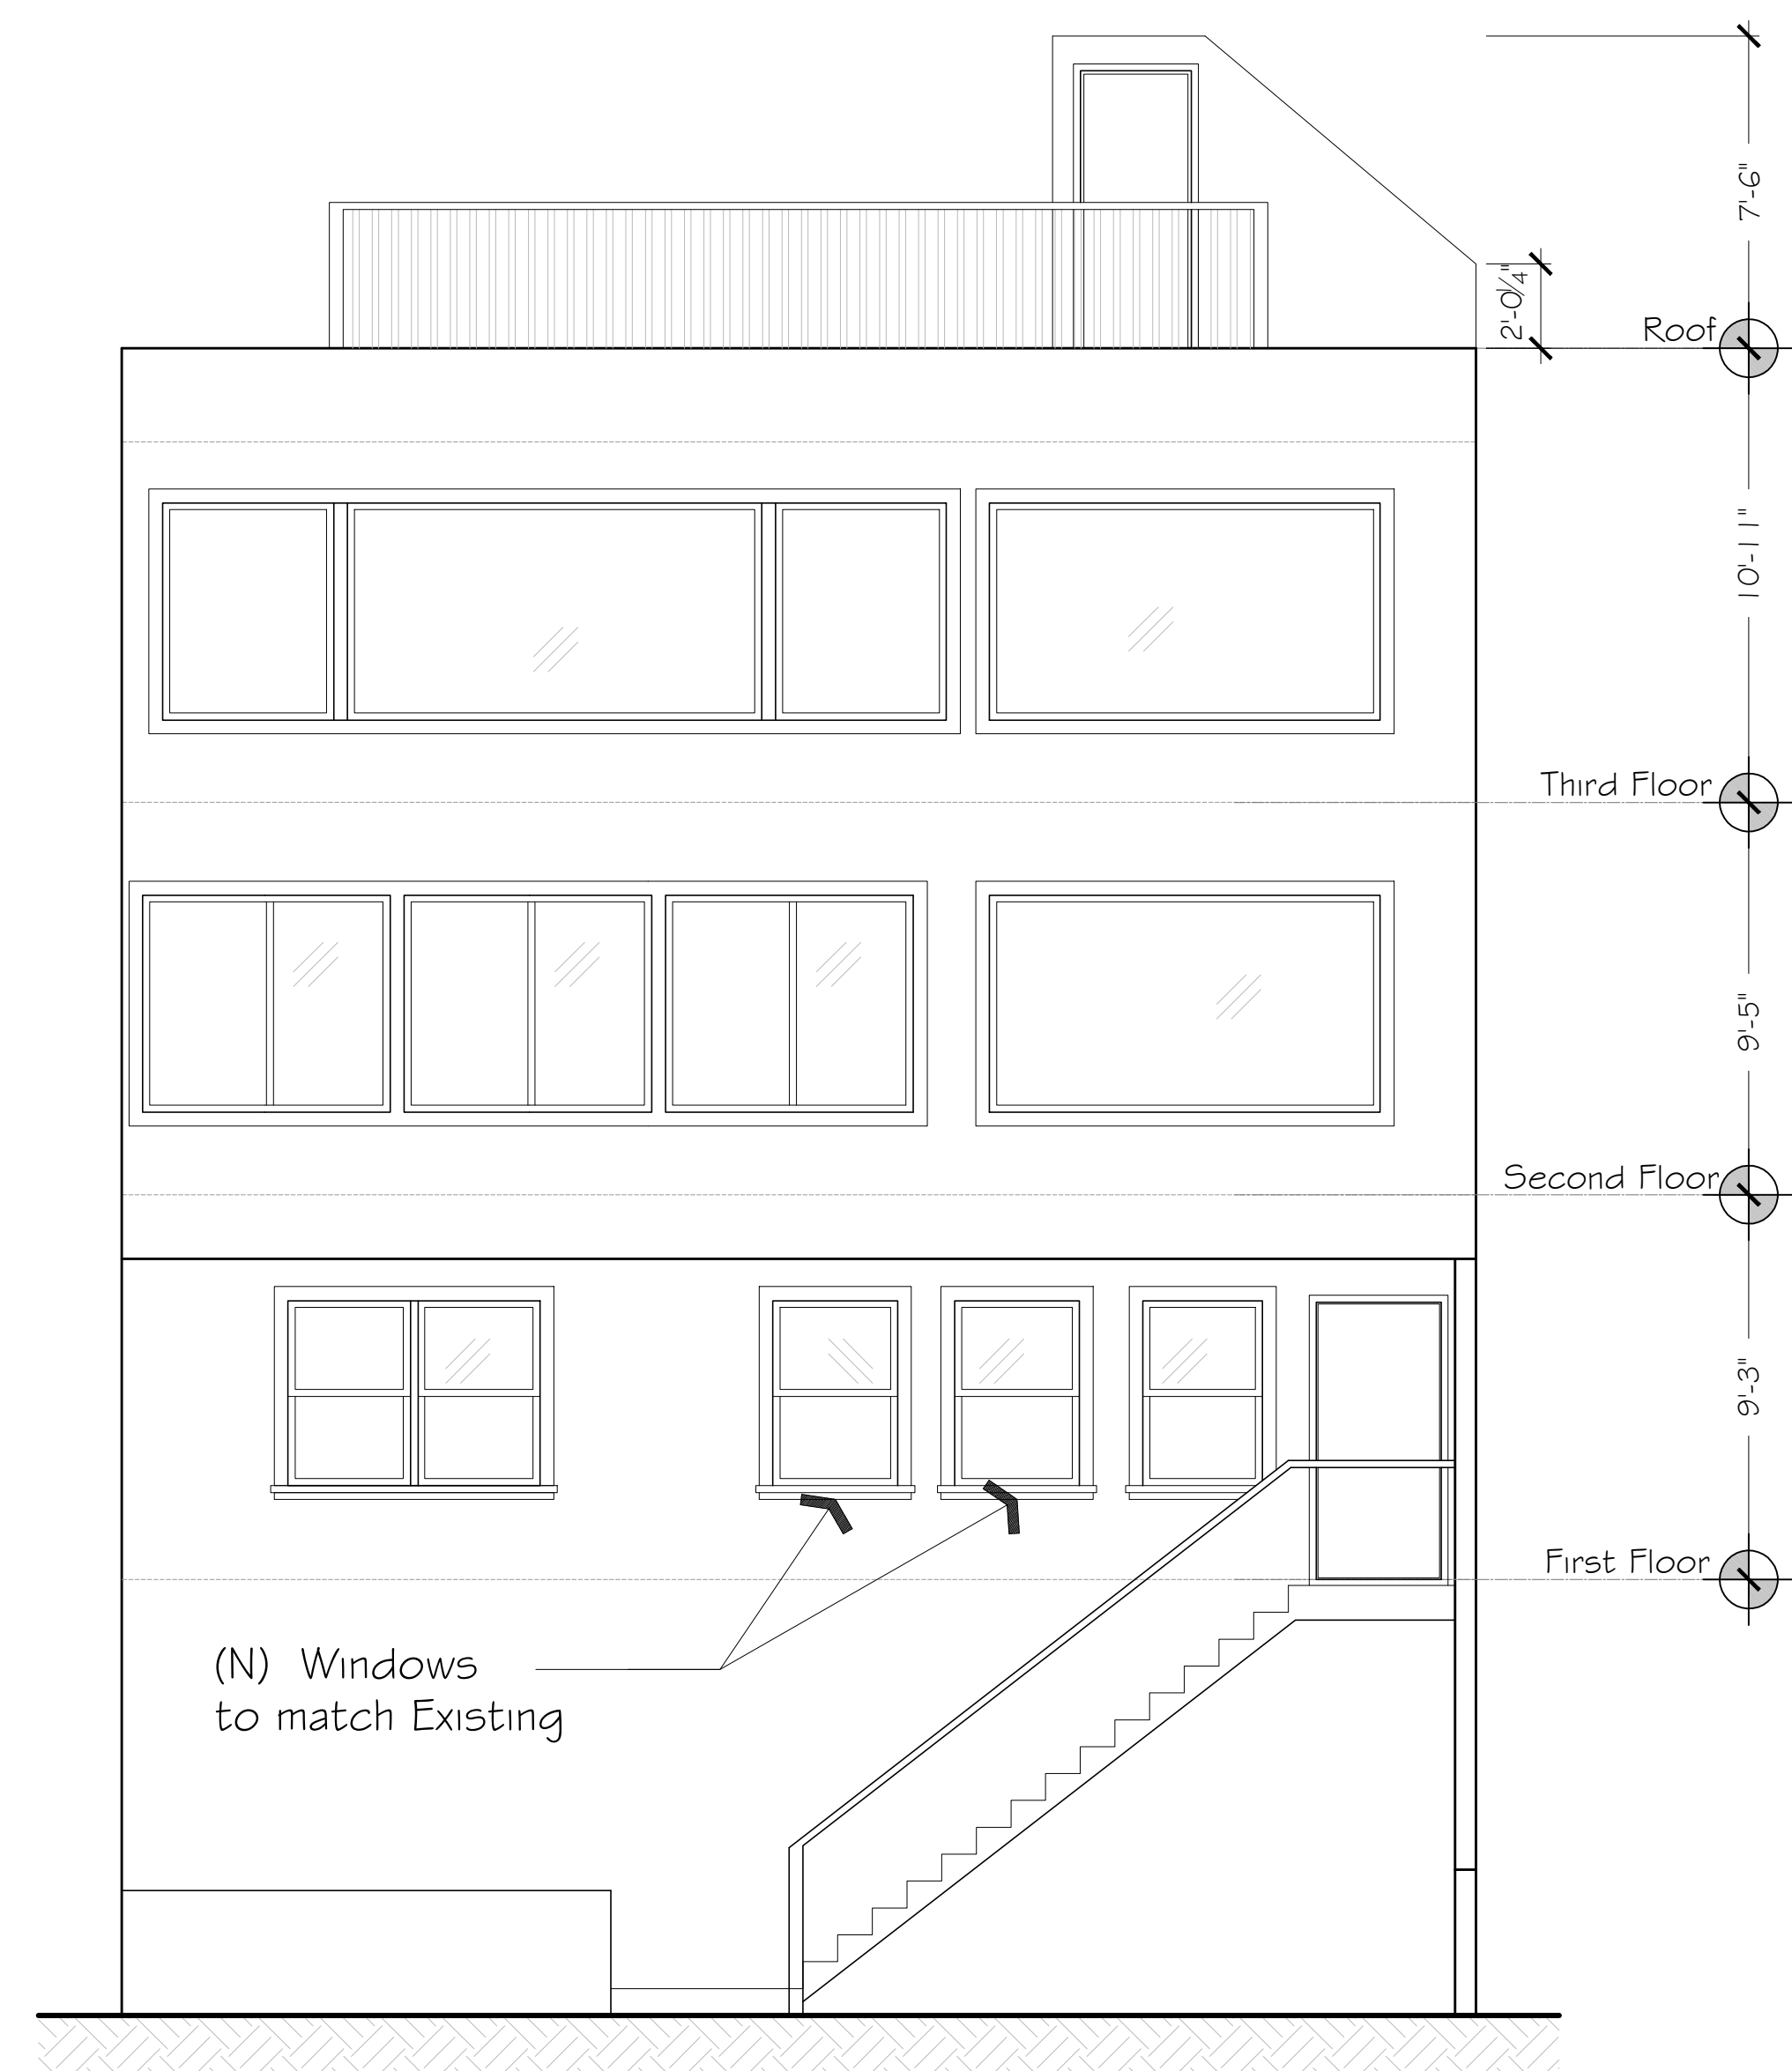 7'-6"
2'-0¼"
Roof
10'-11"
Third Floor
9'-5"
Second Floor
9'-3"
First Floor
(N) Windows
to match Existing